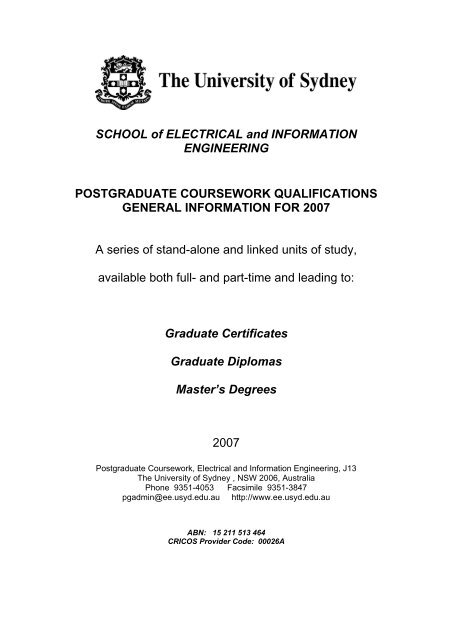 The University of Sydney
SCHOOL of ELECTRICAL and INFORMATION
ENGINEERING
POSTGRADUATE COURSEWORK QUALIFICATIONS
GENERAL INFORMATION FOR 2007
A series of stand-alone and linked units of study,
available both full- and part-time and leading to:
Graduate Certificates
Graduate Diplomas
Master's Degrees
2007
Postgraduate Coursework, Electrical and Information Engineering, J13
The University of Sydney , NSW 2006, Australia
Phone 9351-4053 Facsimile 9351-3847
pgadmin@ee.usyd.edu.au http://www.ee.usyd.edu.au
ABN: 15 211 513 464
CRICOS Provider Code: 00026A